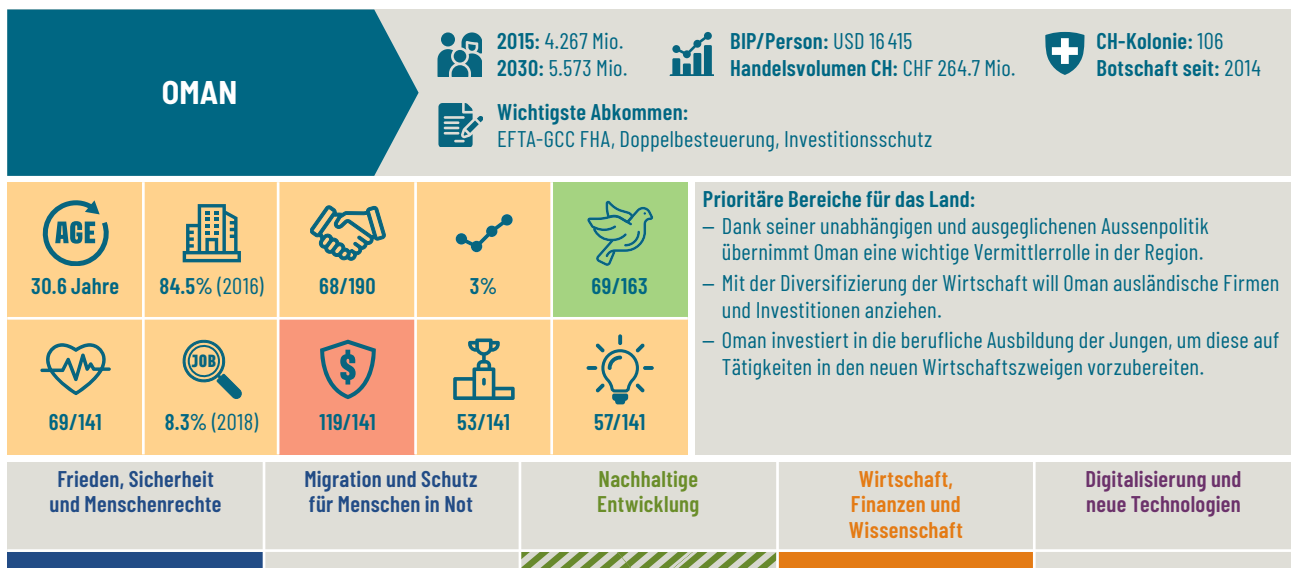 OMAN
2015: 4.267 Mio.
2030: 5.573 Mio.
BIP/Person: USD 16 415
Handelsvolumen CH: CHF 264.7 Mio.
CH-Kolonie: 106
Botschaft seit: 2014
Wichtigste Abkommen:
EFTA-GCC FHA, Doppelbesteuerung, Investitionsschutz
AGE
30.6 Jahre
84.5% (2016)
68/190
3%
69/163
69/141
JOB
8.3% (2018)
$
119/141
53/141
57/141
Prioritäre Bereiche für das Land:
– Dank seiner unabhängigen und ausgeglichenen Aussenpolitik
übernimmt Oman eine wichtige Vermittlerrolle in der Region.
– Mit der Diversifizierung der Wirtschaft will Oman ausländische Firmen
und Investitionen anziehen.
– Oman investiert in die berufliche Ausbildung der Jungen, um diese auf
Tätigkeiten in den neuen Wirtschaftszweigen vorzubereiten.
Frieden, Sicherheit
und Menschenrechte
Migration und Schutz
für Menschen in Not
Nachhaltige
Entwicklung
Wirtschaft,
Finanzen und
Wissenschaft
Digitalisierung und
neue Technologien